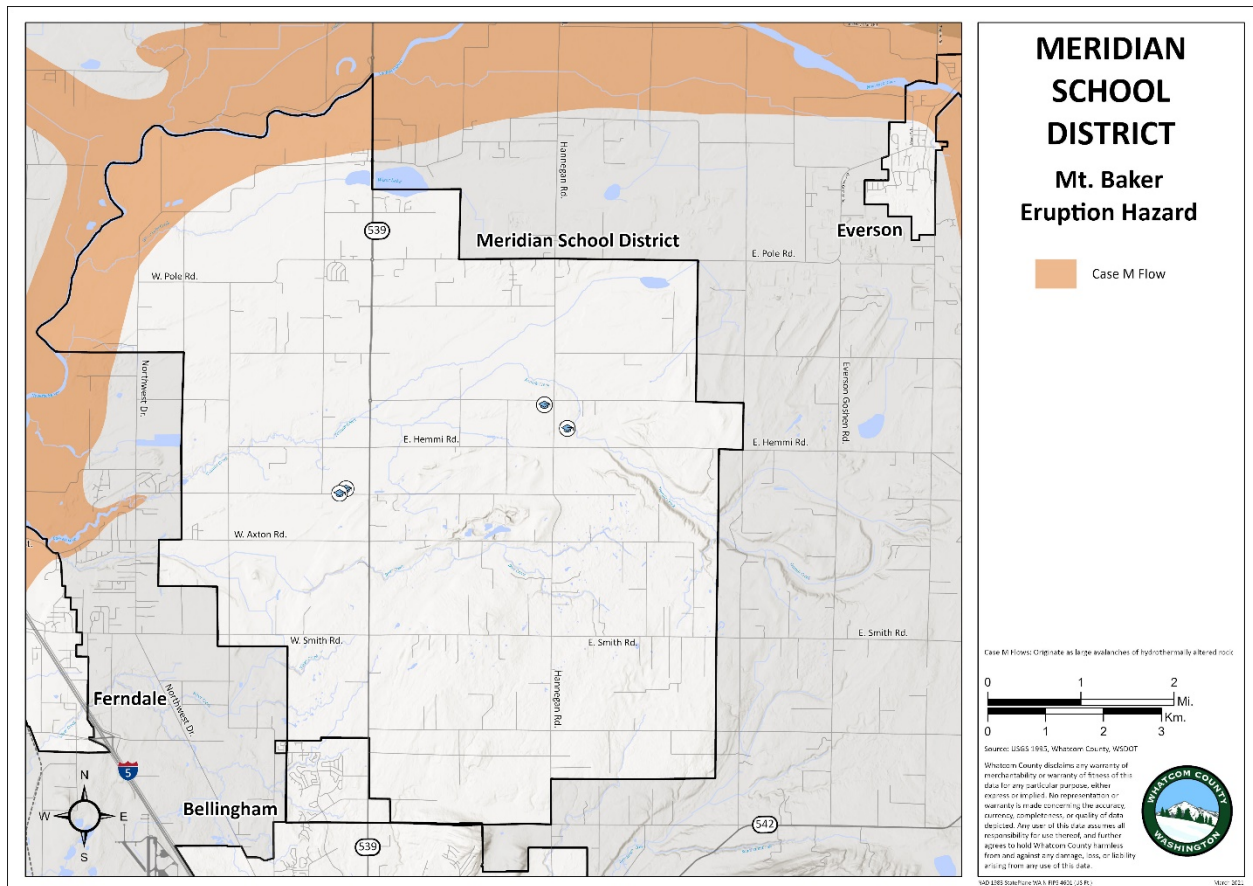 MERIDIAN
SCHOOL
DISTRICT
Mt. Baker
Eruption Hazard
Case M Flow
Hannegan Rd.
539
Meridian School District
Everson
W. Pole Rd.
E. Pole Rd.
Northwest Dr.
Everson Goshen Rd.
E. Hemmi Rd.
E. Hemmi Rd.
W. Axton Rd.
W. Smith Rd.
E. Smith Rd.
E. Smith Rd.
Ferndale
Northwest Dr.
Hannegan Rd.
5
Bellingham
539
542
N
W E
S
Case M Flows: Originate as large avalanches of hydrothermally altered rock
0 1 2
Mi.
Km.
0 1 2 3
Source: USGS 1995, Whatcom County, WSDOT
Whatcom County disclaims any warranty of
merchantability or warranty of fitness of this
data for any particular purpose, either
express or implied. No representation or
warranty is made concerning the accuracy,
currency, completeness, or quality of data
depicted. Any user of this data assumes all
responsibility for use thereof, and further
agrees to hold Whatcom County harmless
from and against any damage, loss, or liability
arising from any use of this data.
WHATCOM COUNTY
WASHINGTON